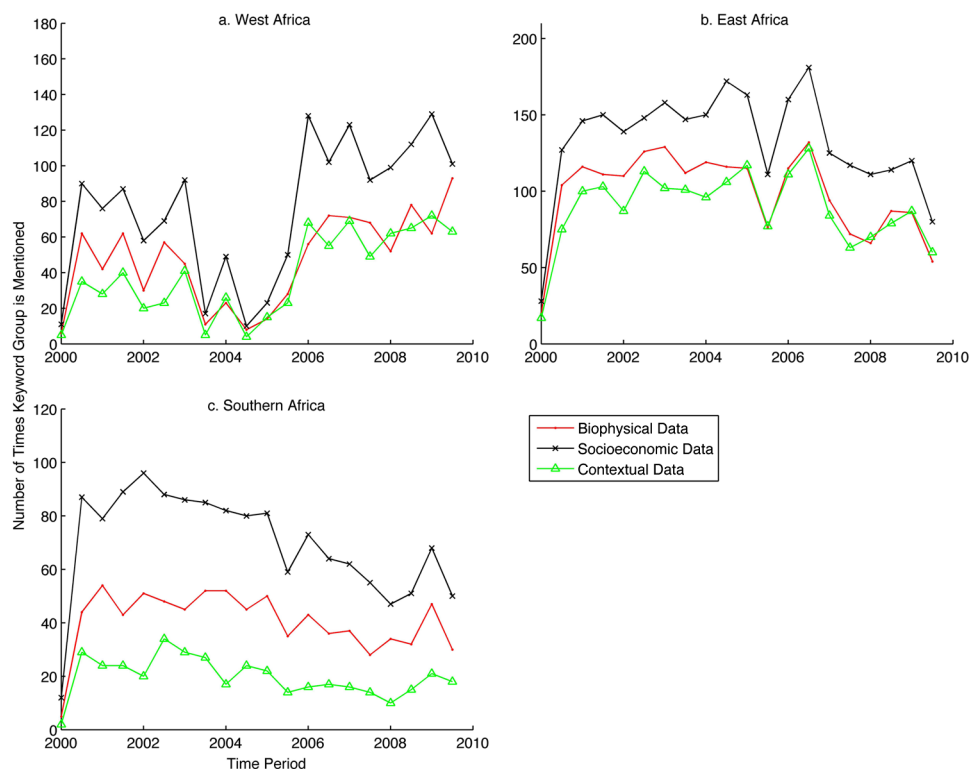 a. West Africa
180
160
140
120
100
80
60
40
20
0
2000 2002 2004 2006 2008 2010
b. East Africa
200
150
100
50
0
2000 2002 2004 2006 2008 2010
Number of Times Keyword Group is Mentioned
c. Southern Africa
120
100
80
60
40
20
0
2000 2002 2004 2006 2008 2010
Time Period
Biophysical Data
Socioeconomic Data
Contextual Data